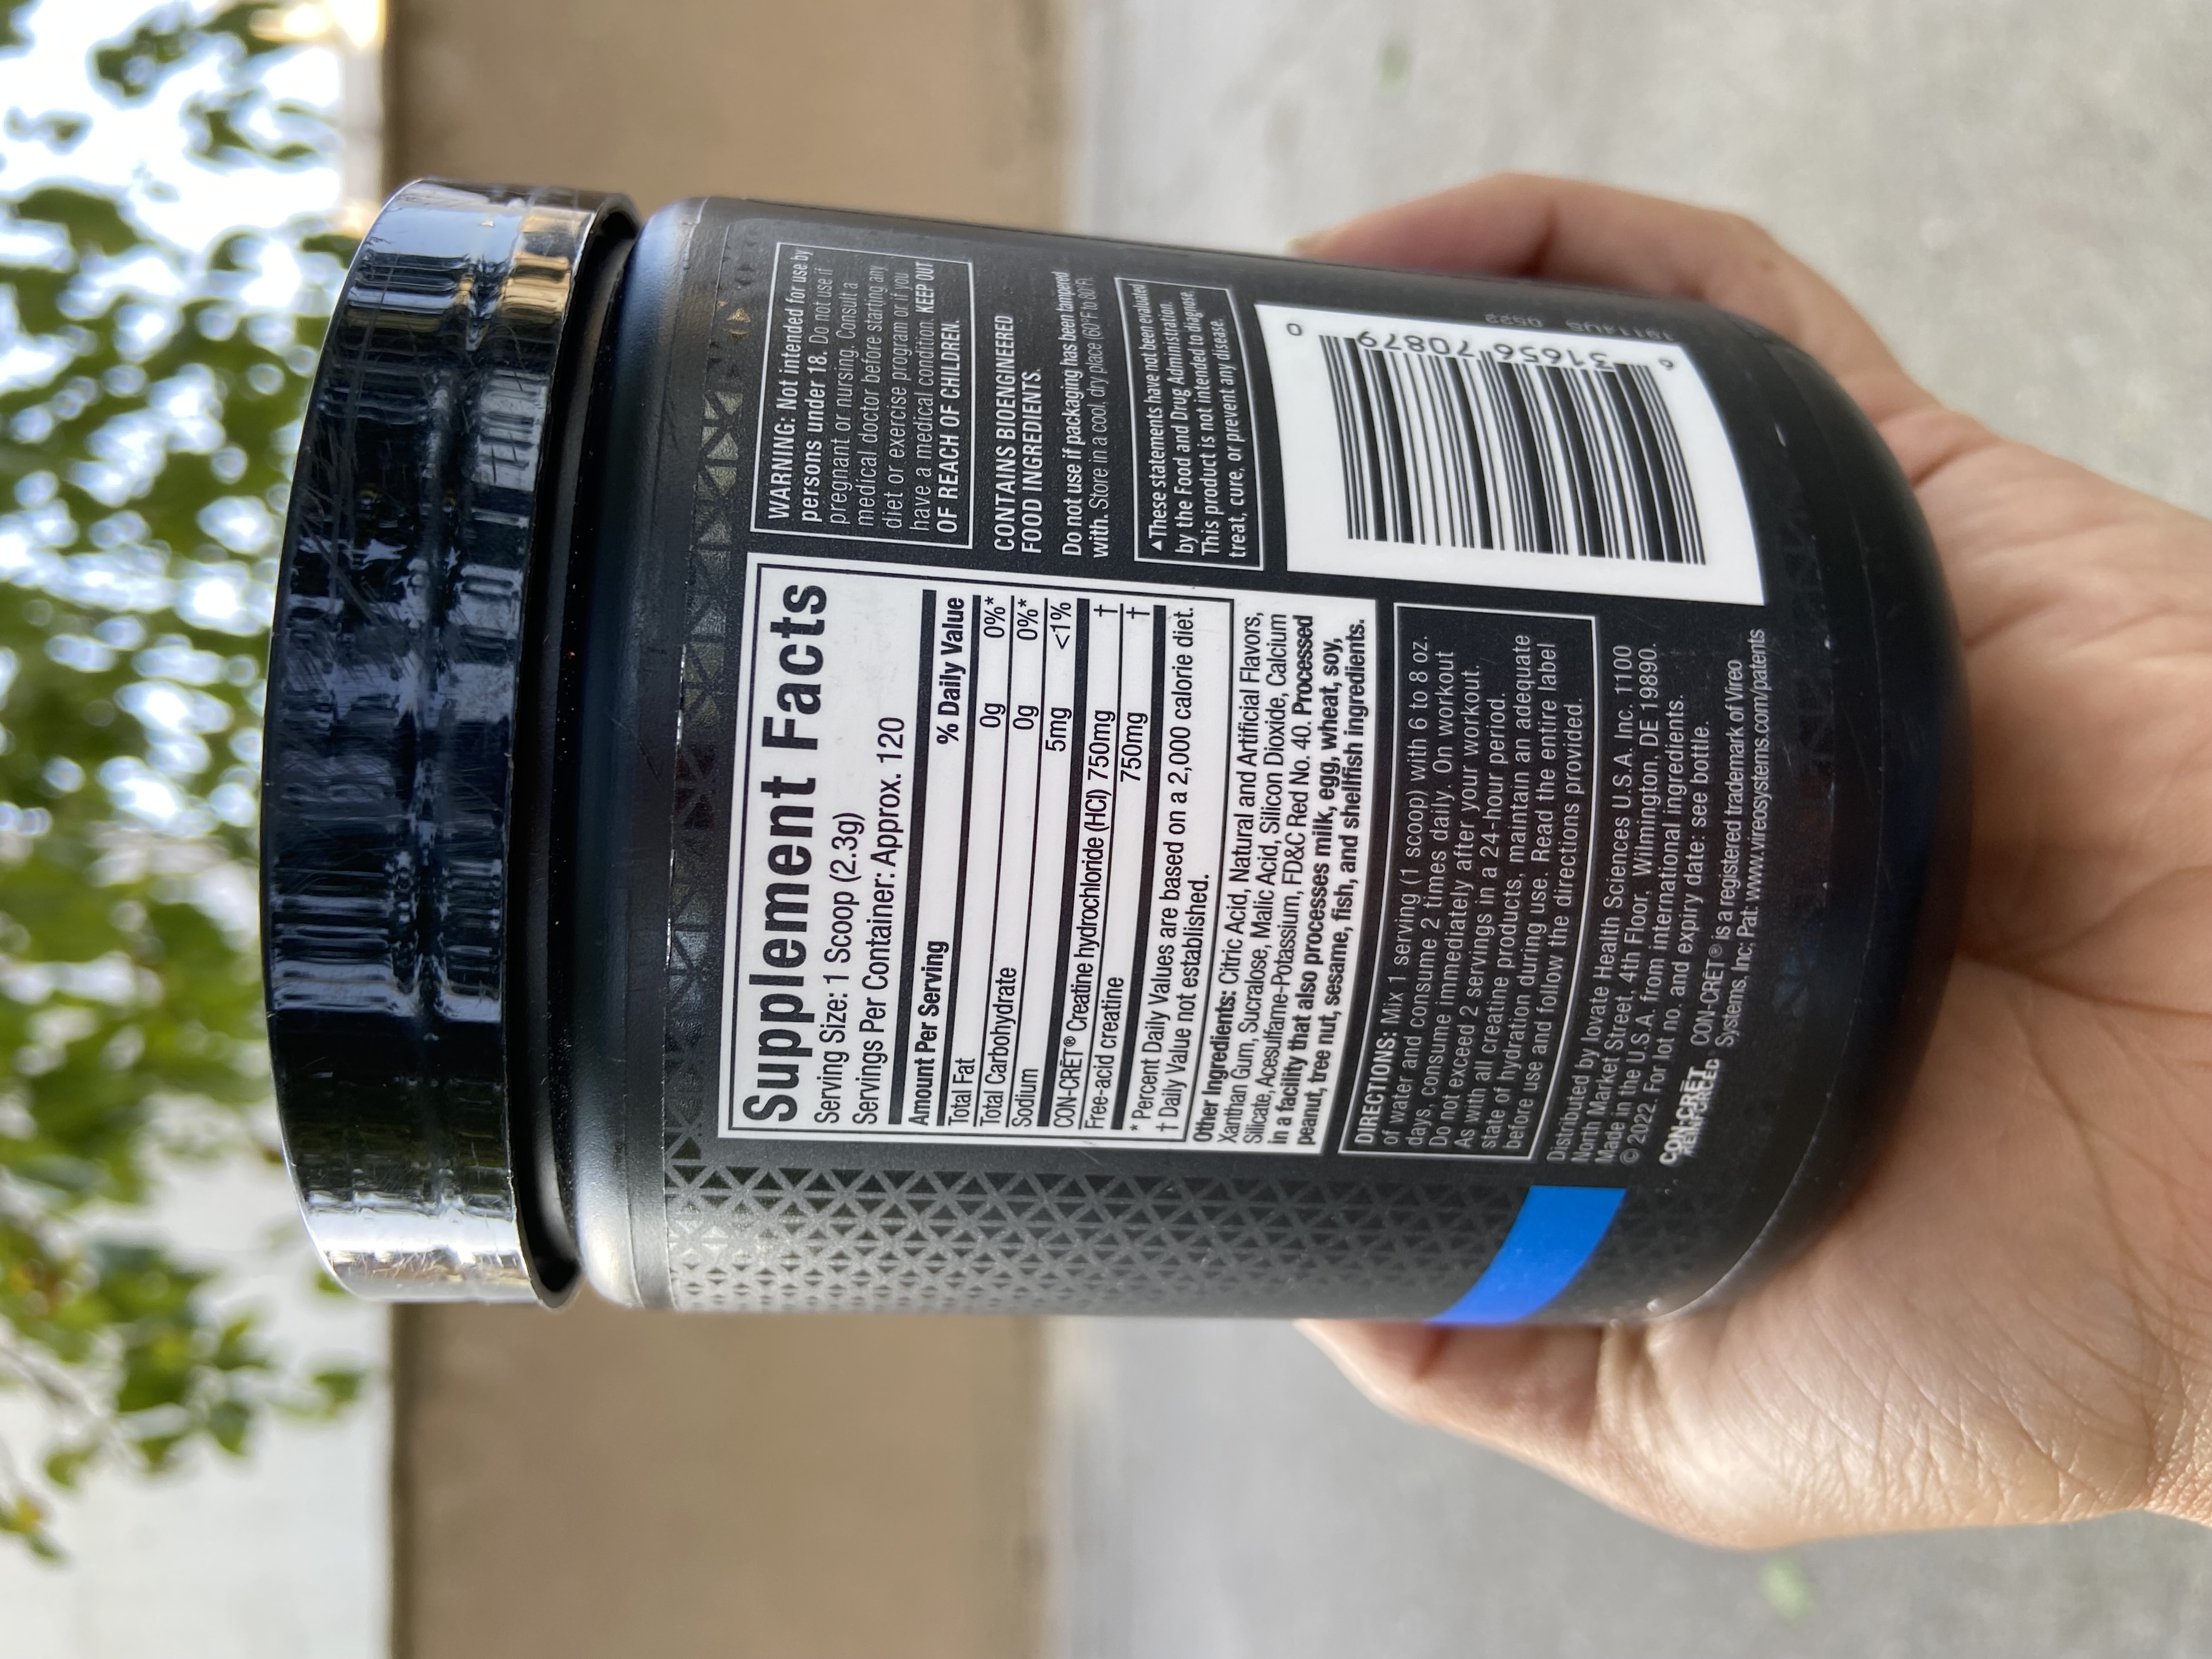 Supplement Facts
Serving Size: 1 Scoop (2.3g)
Servings Per Container: Approx. 120
Amount Per Serving % Daily Value
Total Fat 0g 0%*
Total Carbohydrate 0g 0%*
Sodium 5mg <1%
CON-CRĒT® Creatine hydrochloride (HCl) 750mg †
Free-acid creatine 750mg †
* Percent Daily Values are based on a 2,000 calorie diet.
† Daily Value not established.
Other Ingredients: Citric Acid, Natural and Artificial Flavors,
Xanthan Gum, Sucralose, Malic Acid, Silicon Dioxide, Calcium
Silicate, Acesulfame-Potassium, FD&C Red No. 40. Processed
in a facility that also processes milk, egg, wheat, soy,
peanut, tree nut, sesame, fish, and shellfish ingredients.
DIRECTIONS: Mix 1 serving (1 scoop) with 6 to 8 oz.
of water and consume 2 times daily. On workout
days, consume immediately after your workout.
Do not exceed 2 servings in a 24-hour period.
As with all creatine products, maintain an adequate
state of hydration during use. Read the entire label
before use and follow the directions provided.
Distributed by Iovate Health Sciences U.S.A. Inc. 1100
North Market Street, 4th Floor, Wilmington, DE 19890.
Made in the U.S.A. from international ingredients.
© 2022. For lot no. and expiry date: see bottle.
CON-CRĒT
REINFORCED
CON-CRĒT® is a registered trademark of Vireo
Systems, Inc; Pat: www.vireosystems.com/patents
WARNING: Not intended for use by
persons under 18. Do not use if
pregnant or nursing. Consult a
medical doctor before starting any
diet or exercise program or if you
have a medical condition. KEEP OUT
OF REACH OF CHILDREN.
CONTAINS BIOENGINEERED
FOOD INGREDIENTS.
Do not use if packaging has been tampered
with. Store in a cool, dry place (60°F to 80°F).
▲These statements have not been evaluated
by the Food and Drug Administration.
This product is not intended to diagnose,
treat, cure, or prevent any disease.
6 31656 70879 0
1911AUS 0522